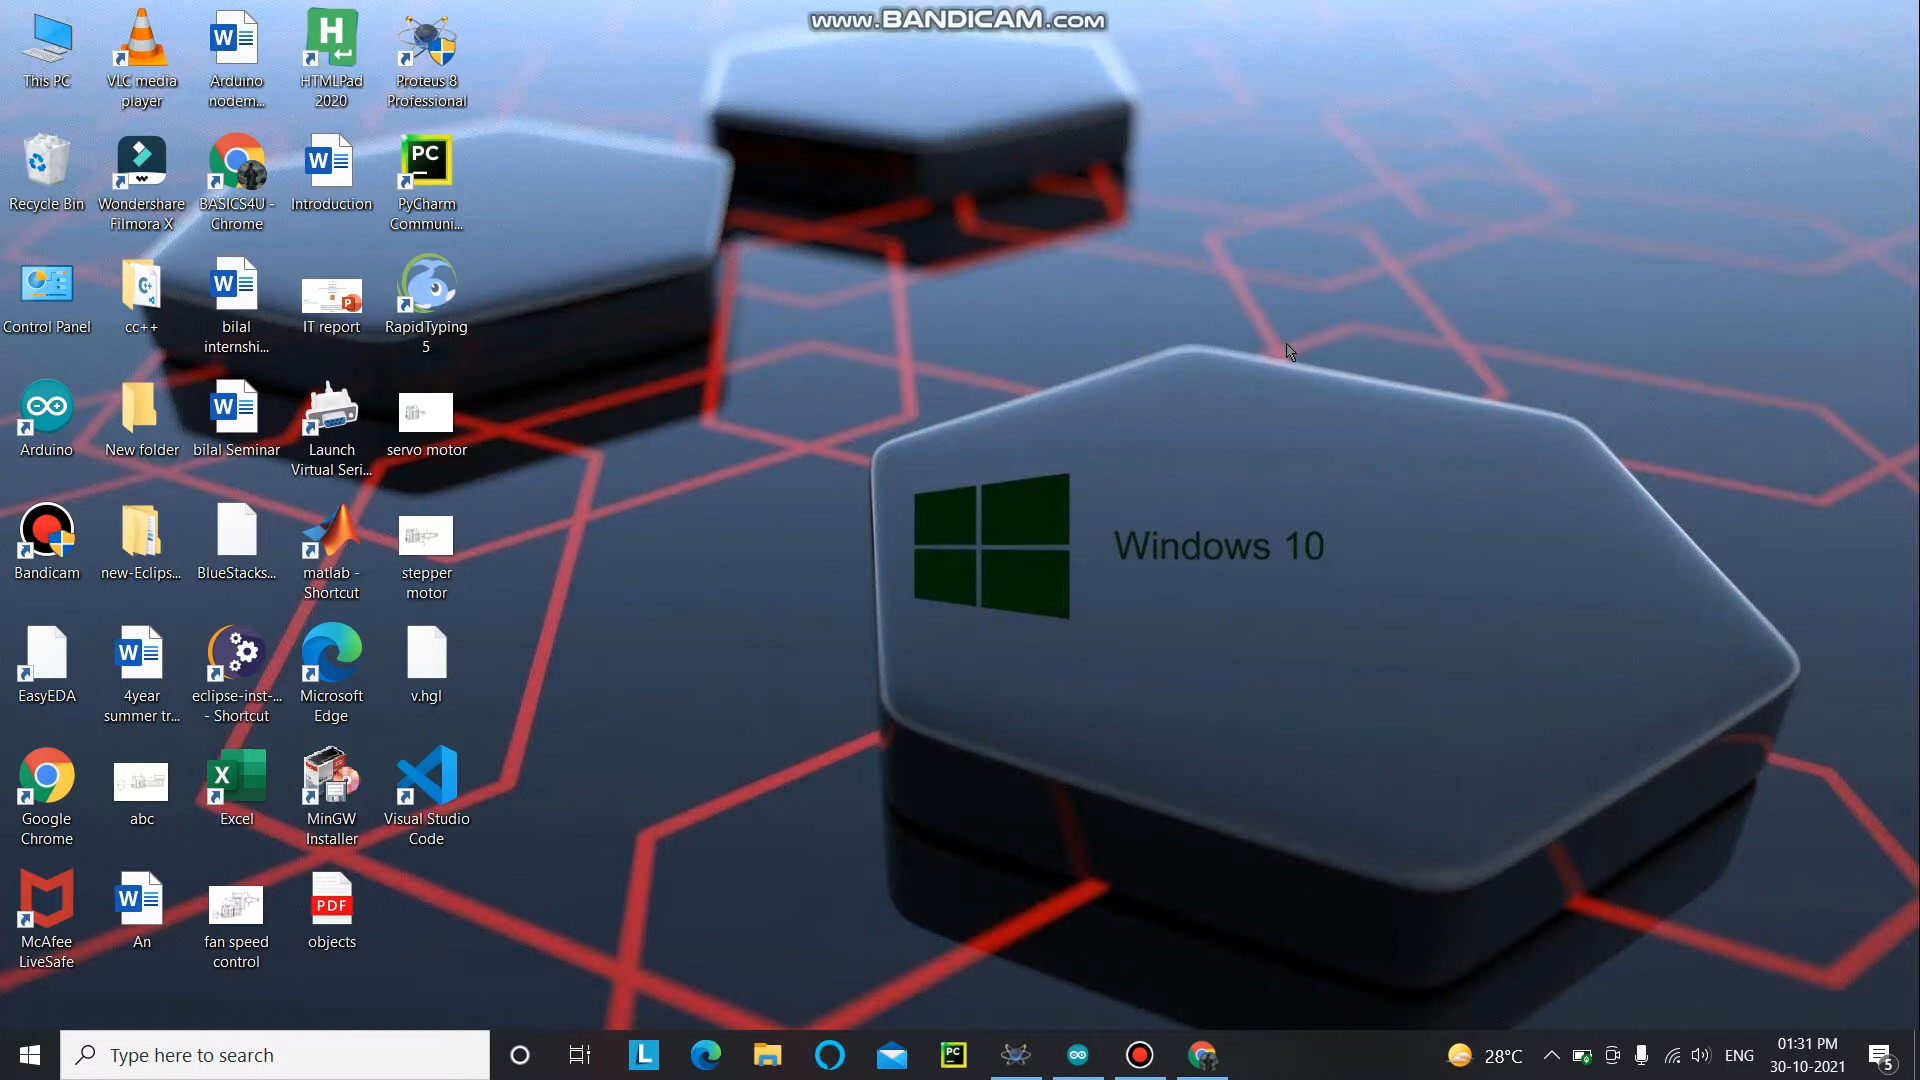 www.BANDICAM.com
This PC
VLC media
player
Arduino
nodem...
HTMLPad
2020
Proteus 8
Professional
Recycle Bin
Wondershare
Filmora X
BASICS4U -
Chrome
Introduction
PyCharm
Communi...
Control Panel
cc++
bilal
internshi...
IT report
RapidTyping
5
Arduino
New folder
bilal Seminar
Launch
Virtual Seri...
servo motor
Bandicam
new-Eclips...
BlueStacks...
matlab -
Shortcut
stepper
motor
Windows 10
EasyEDA
4year
summer tr...
eclipse-inst-...
- Shortcut
Microsoft
Edge
v.hgl
Google
Chrome
abc
Excel
MinGW
Installer
Visual Studio
Code
McAfee
LiveSafe
An
fan speed
control
PDF
objects
Type here to search
28°C
ENG
01:31 PM
30-10-2021
5